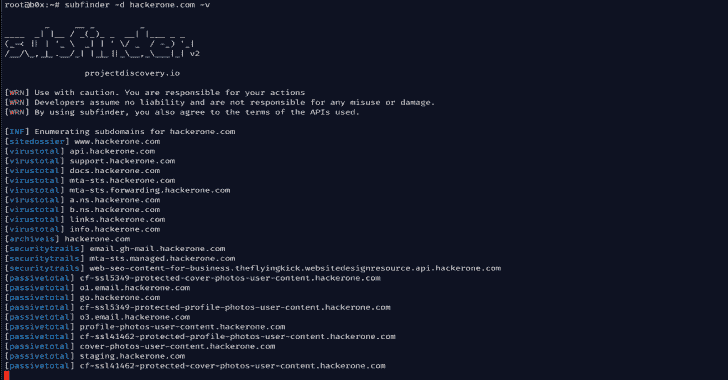 root@b0x:~# subfinder -d hackerone.com -v
v2
projectdiscovery.io
[WRN] Use with caution. You are responsible for your actions
[WRN] Developers assume no liability and are not responsible for any misuse or damage.
[WRN] By using subfinder, you also agree to the terms of the APIs used.
[INF] Enumerating subdomains for hackerone.com
[sitedossier] www.hackerone.com
[virustotal] api.hackerone.com
[virustotal] support.hackerone.com
[virustotal] docs.hackerone.com
[virustotal] mta-sts.hackerone.com
[virustotal] mta-sts.forwarding.hackerone.com
[virustotal] a.ns.hackerone.com
[virustotal] b.ns.hackerone.com
[virustotal] links.hackerone.com
[virustotal] info.hackerone.com
[archiveis] hackerone.com
[securitytrails] email.gh-mail.hackerone.com
[securitytrails] mta-sts.managed.hackerone.com
[securitytrails] web-seo-content-for-business.theflyingkick.websitedesignresource.api.hackerone.com
[passivetotal] cf-ssl5349-protected-cover-photos-user-content.hackerone.com
[passivetotal] o1.email.hackerone.com
[passivetotal] go.hackerone.com
[passivetotal] cf-ssl5349-protected-profile-photos-user-content.hackerone.com
[passivetotal] o3.email.hackerone.com
[passivetotal] profile-photos-user-content.hackerone.com
[passivetotal] cf-ssl41462-protected-profile-photos-user-content.hackerone.com
[passivetotal] cover-photos-user-content.hackerone.com
[passivetotal] staging.hackerone.com
[passivetotal] cf-ssl41462-protected-cover-photos-user-content.hackerone.com